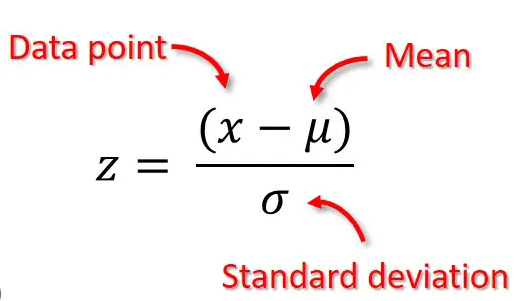 Data point
Mean
z = (x − μ)
σ
Standard deviation